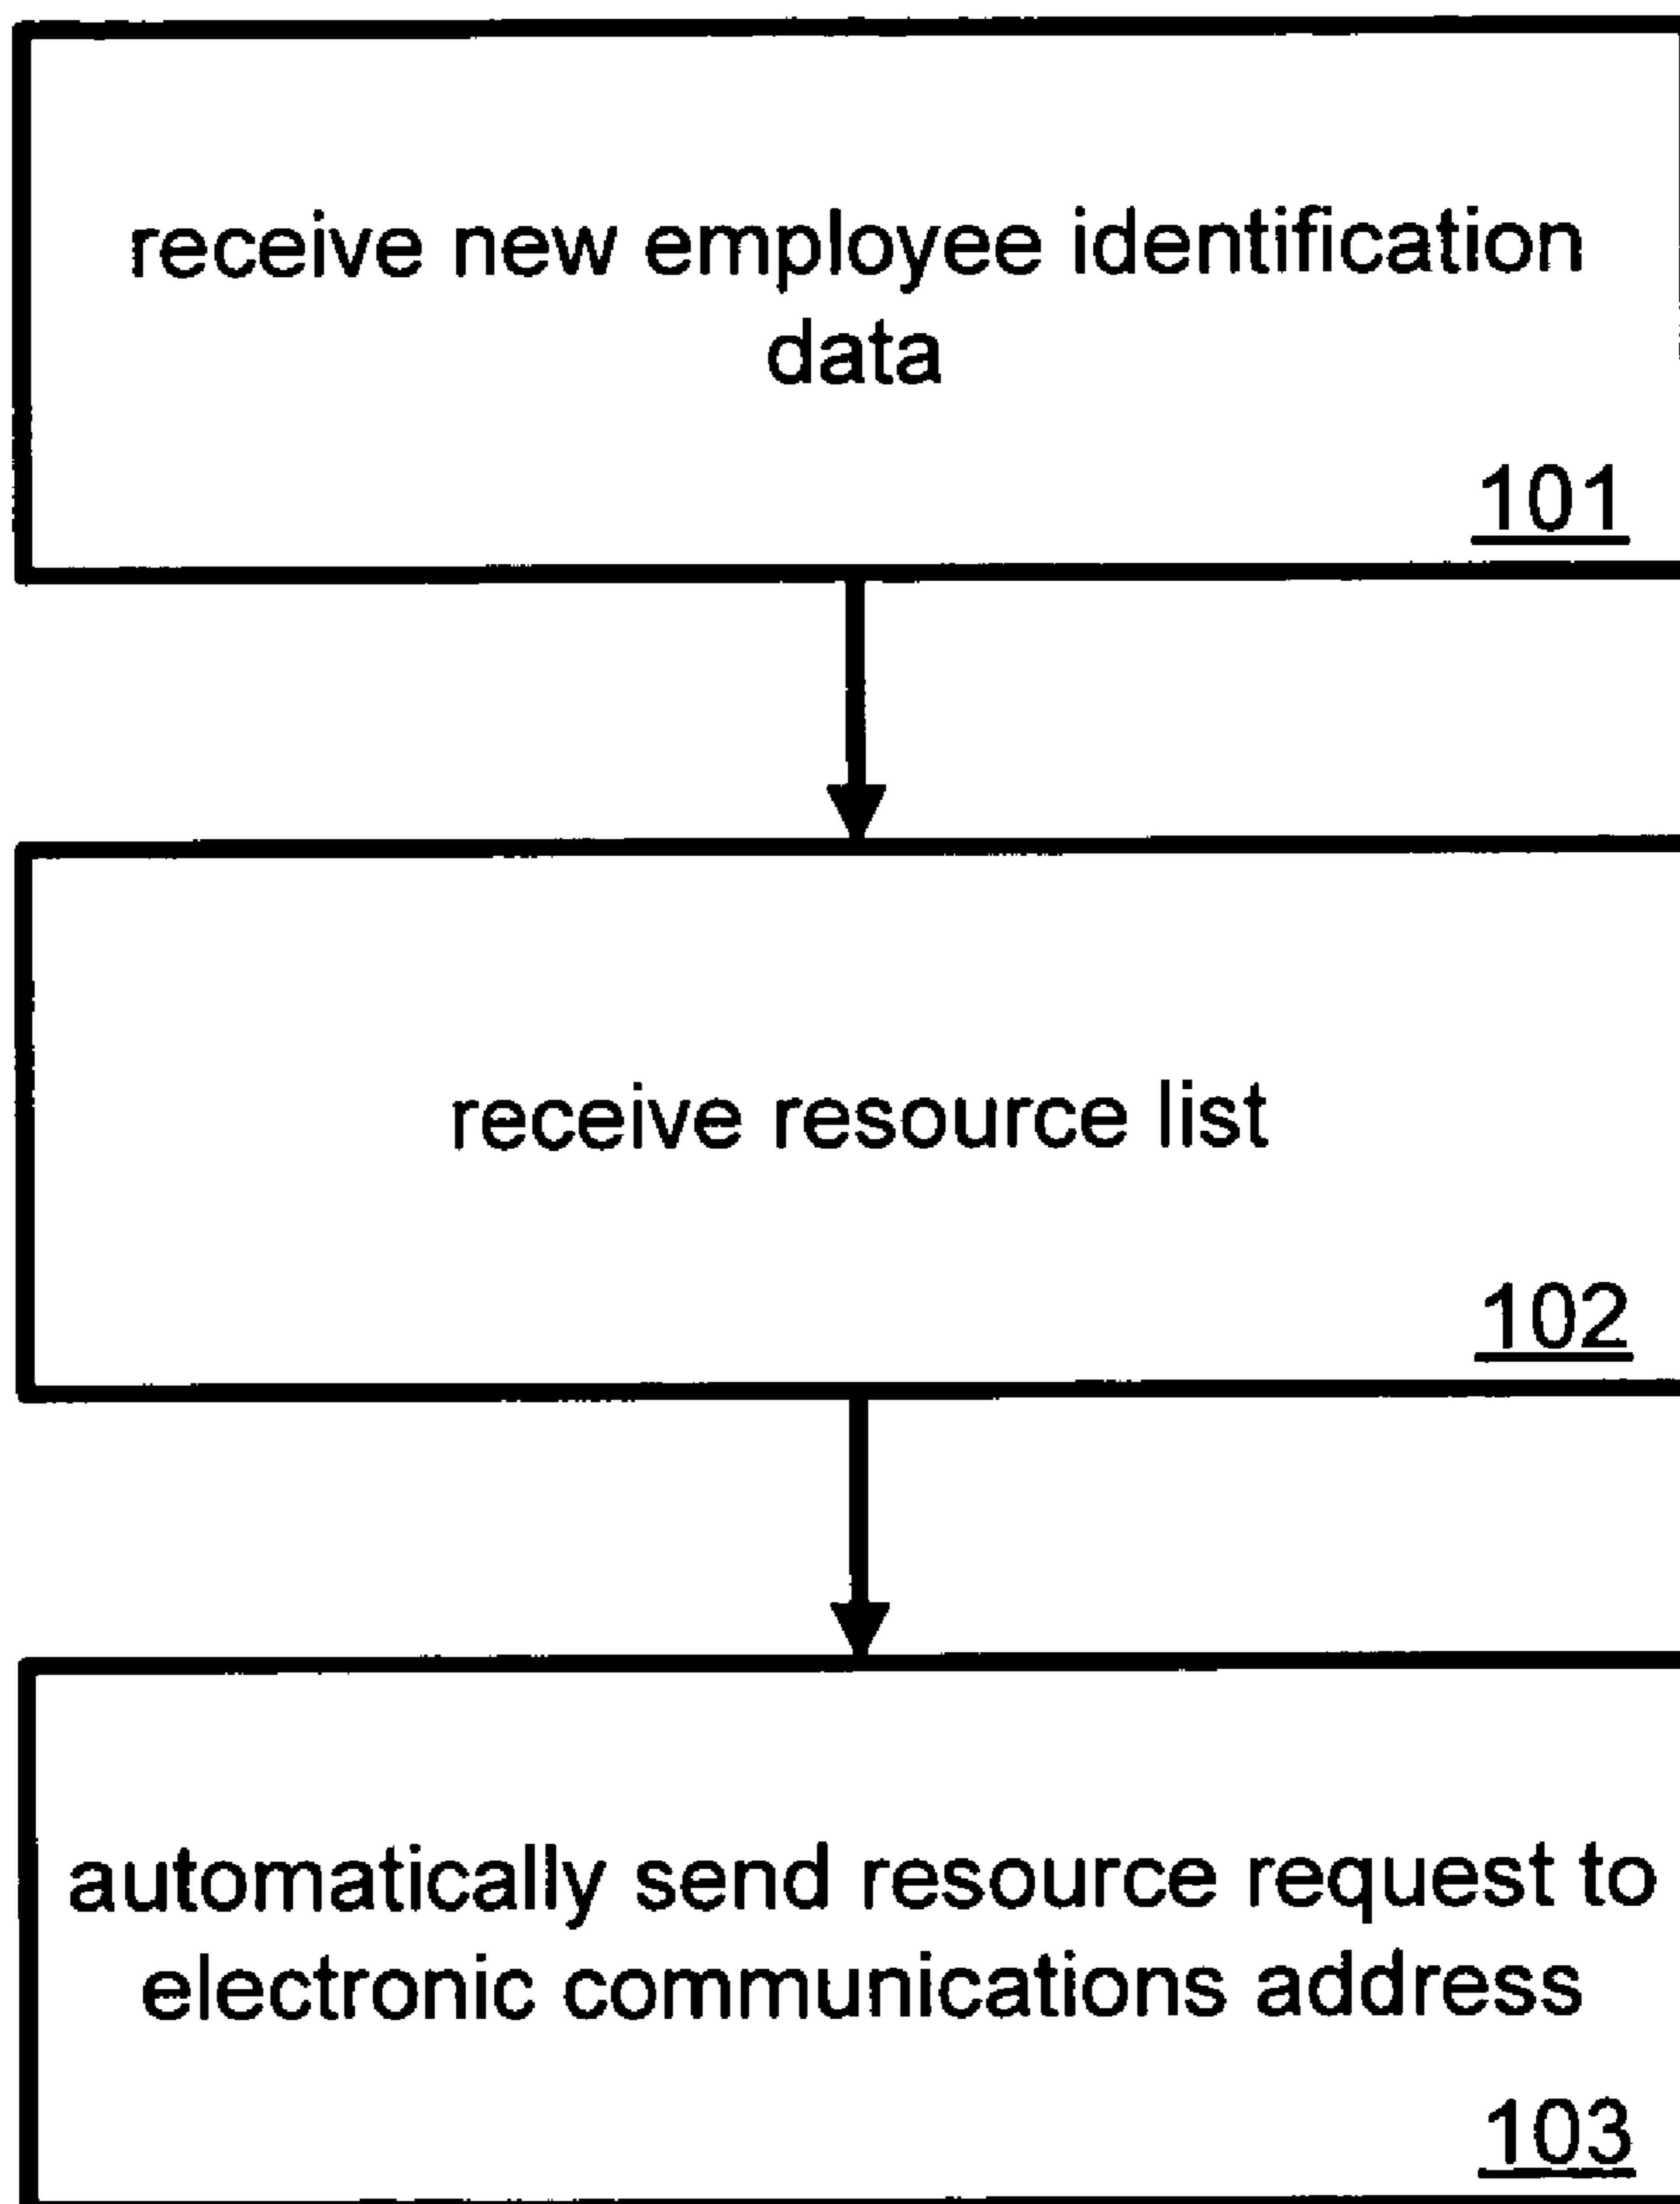 receive new employee identification
data
101
receive resource list
102
automatically send resource request to
electronic communications address
103